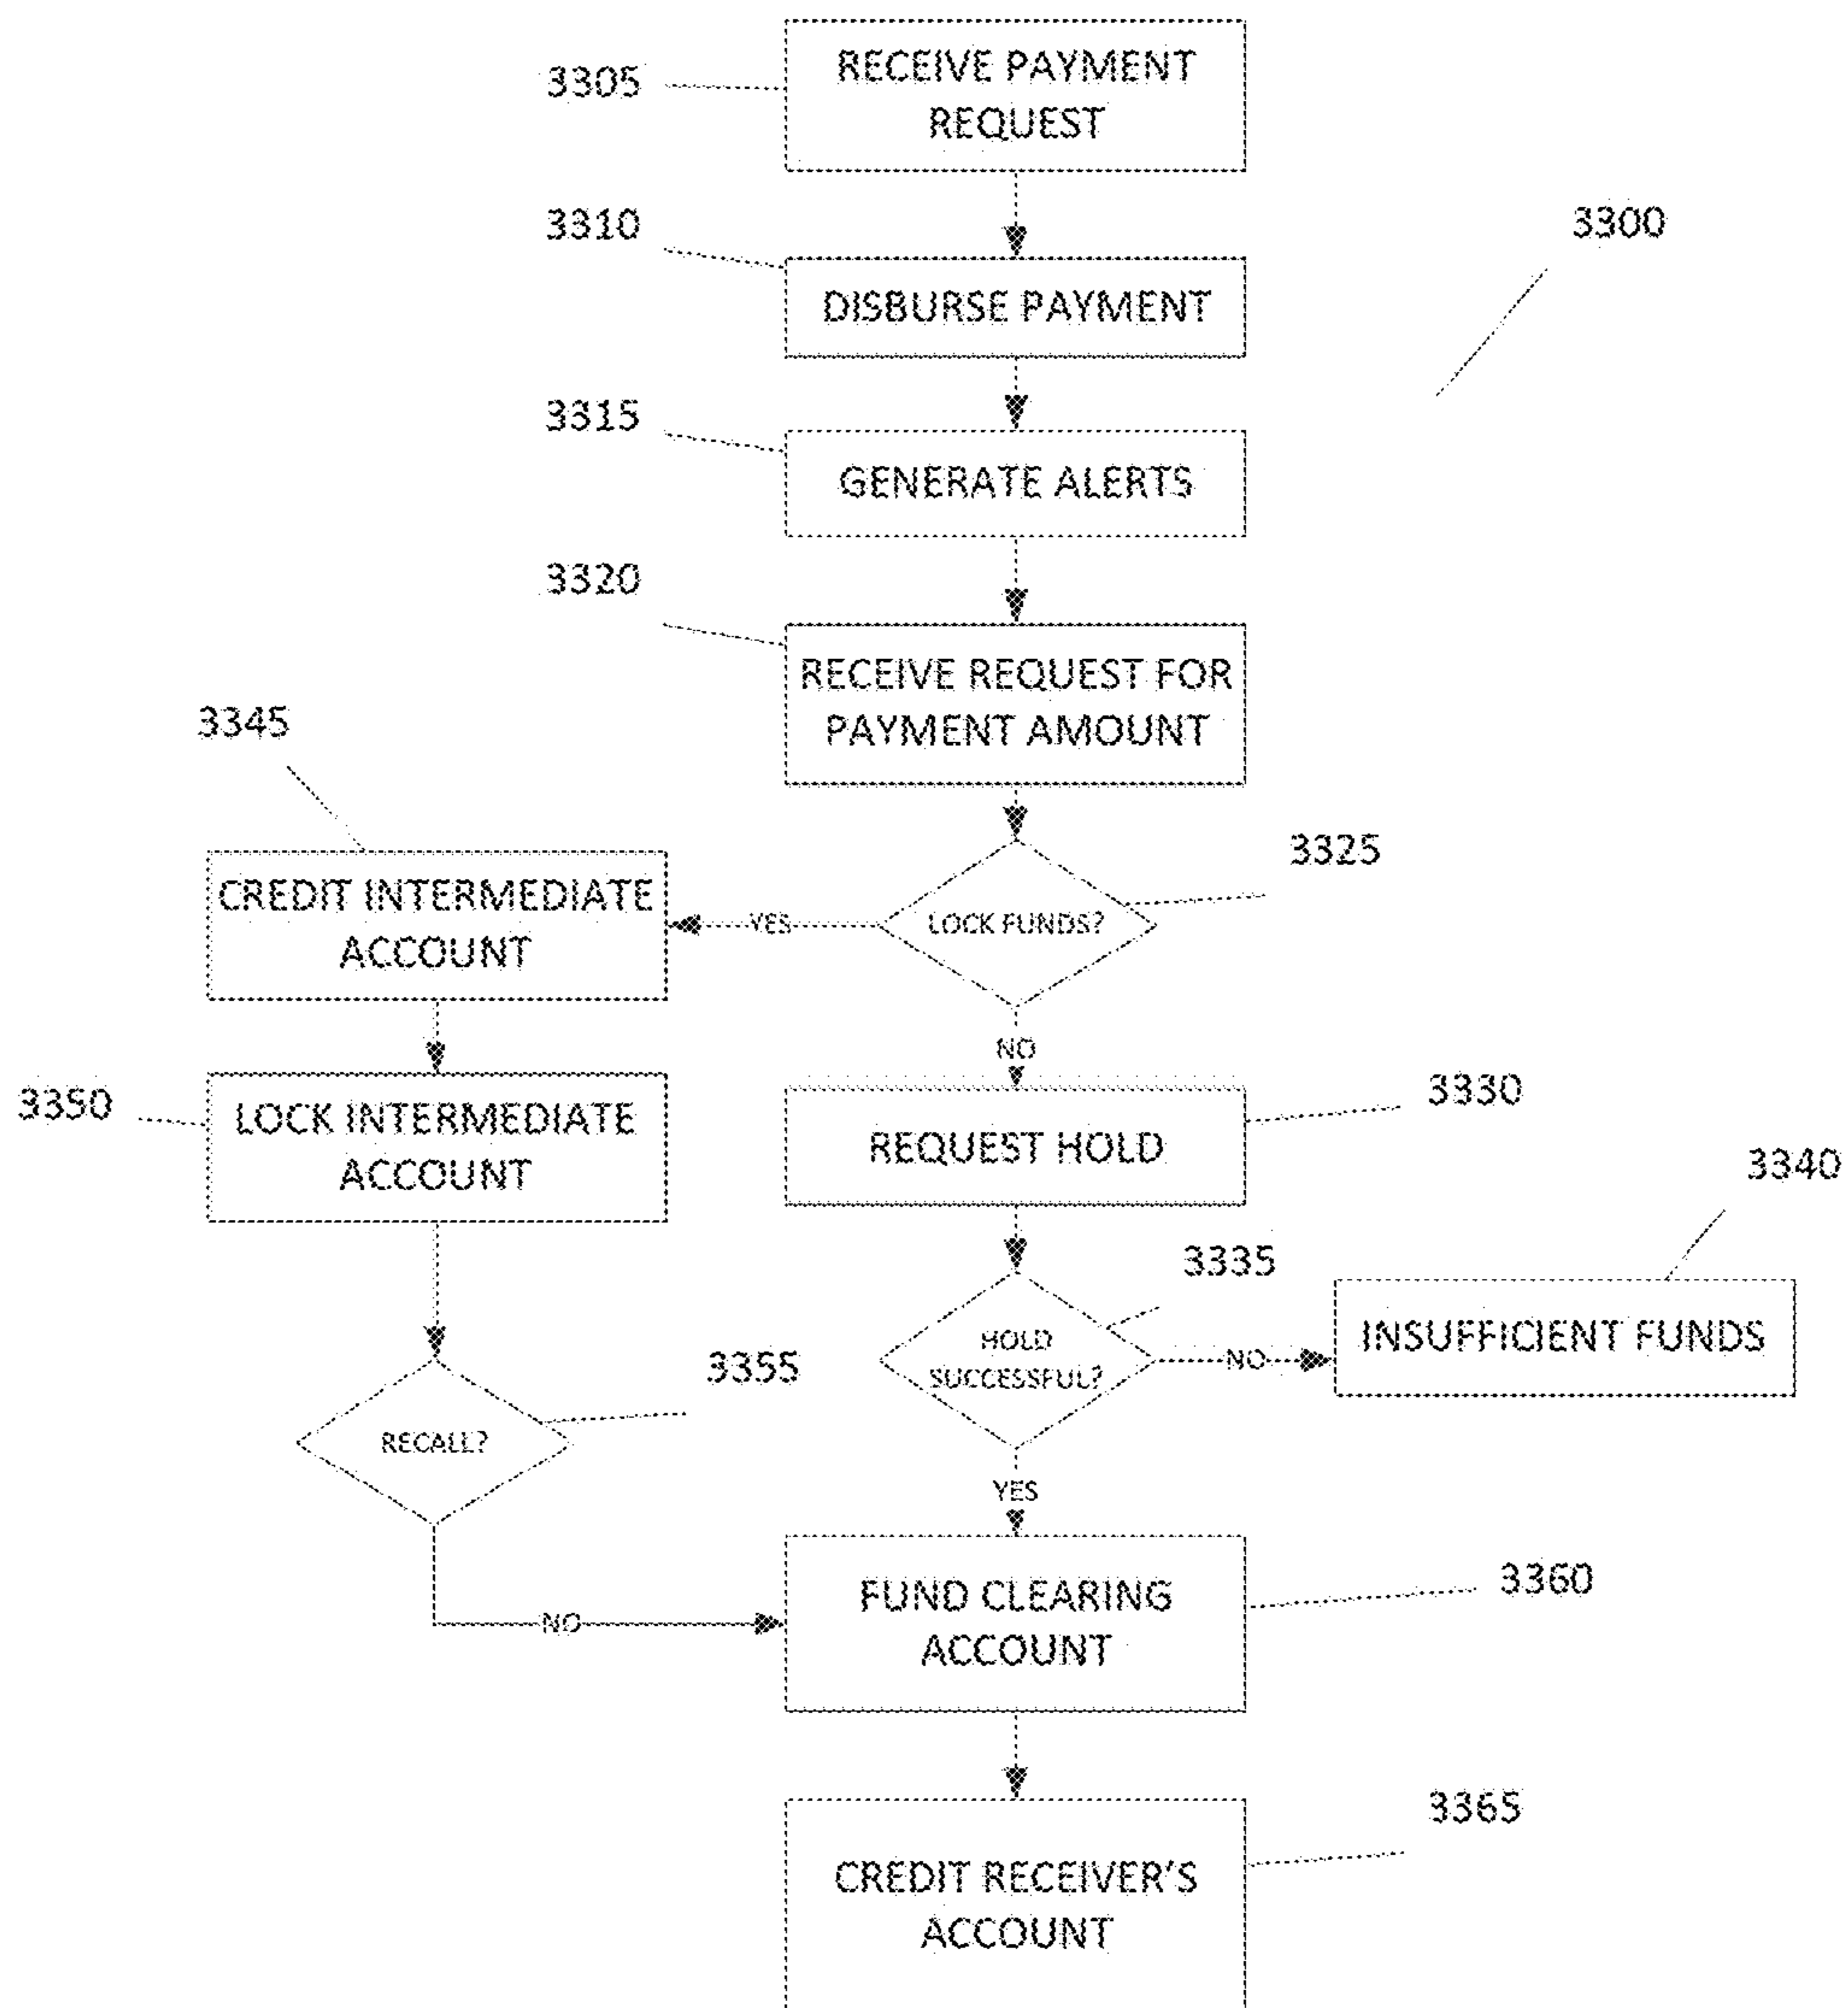 3305
RECEIVE PAYMENT
REQUEST
3310
3300
DISBURSE PAYMENT
3315
GENERATE ALERTS
3320
RECEIVE REQUEST FOR
PAYMENT AMOUNT
3345
3325
CREDIT INTERMEDIATE
ACCOUNT
YES
LOCK FUNDS?
NO
3350
LOCK INTERMEDIATE
ACCOUNT
3330
REQUEST HOLD
3340
3335
HOLD
SUCCESSFUL?
NO
INSUFFICIENT FUNDS
3355
RECALL?
YES
3360
FUND CLEARING
ACCOUNT
NO
3365
CREDIT RECEIVER'S
ACCOUNT